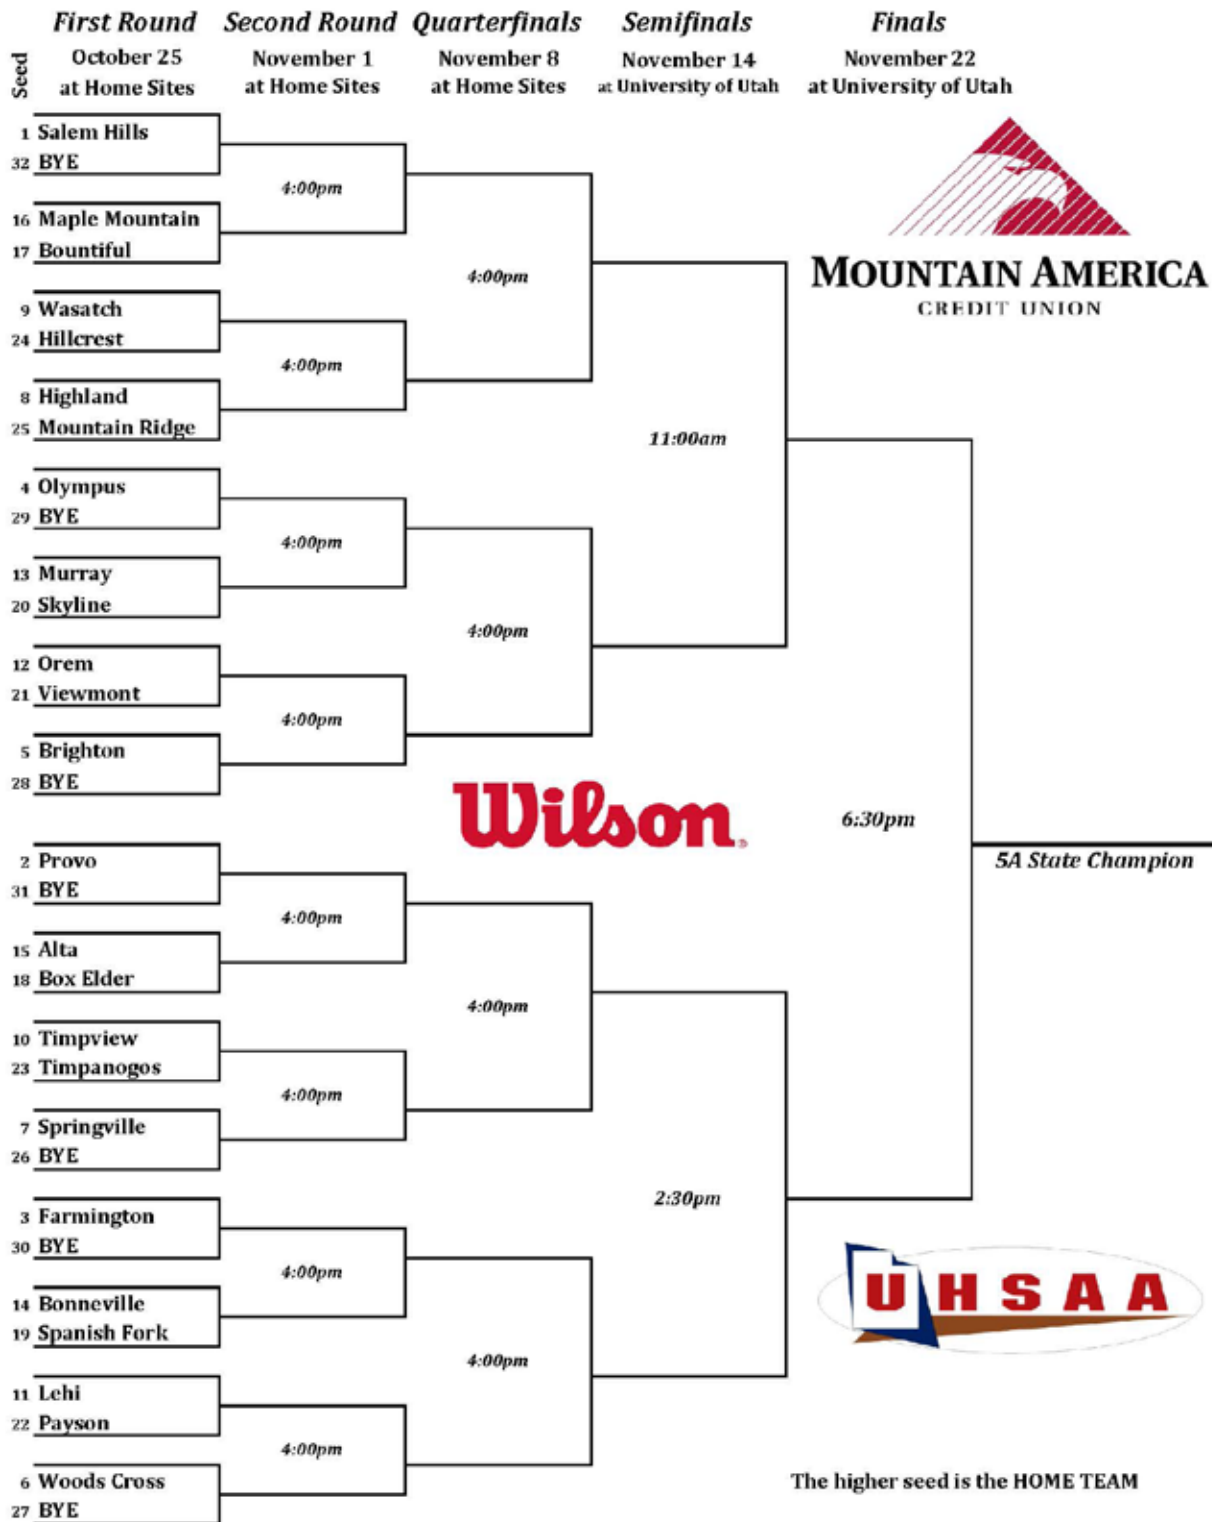 First Round Second Round Quarterfinals Semifinals Finals
Seed
October 25 November 1 November 8 November 14 November 22
at Home Sites at Home Sites at Home Sites at University of Utah at University of Utah
1 Salem Hills
32 BYE
4:00pm
16 Maple Mountain
17 Bountiful
4:00pm
MOUNTAIN AMERICA
CREDIT UNION
9 Wasatch
24 Hillcrest
4:00pm
8 Highland
25 Mountain Ridge
11:00am
4 Olympus
29 BYE
4:00pm
13 Murray
20 Skyline
4:00pm
12 Orem
21 Viewmont
4:00pm
5 Brighton
28 BYE
Wilson®
6:30pm
5A State Champion
2 Provo
31 BYE
4:00pm
15 Alta
18 Box Elder
4:00pm
10 Timpview
23 Timpanogos
4:00pm
7 Springville
26 BYE
2:30pm
3 Farmington
30 BYE
4:00pm
UHSAA
14 Bonneville
19 Spanish Fork
4:00pm
11 Lehi
22 Payson
4:00pm
6 Woods Cross
27 BYE
The higher seed is the HOME TEAM